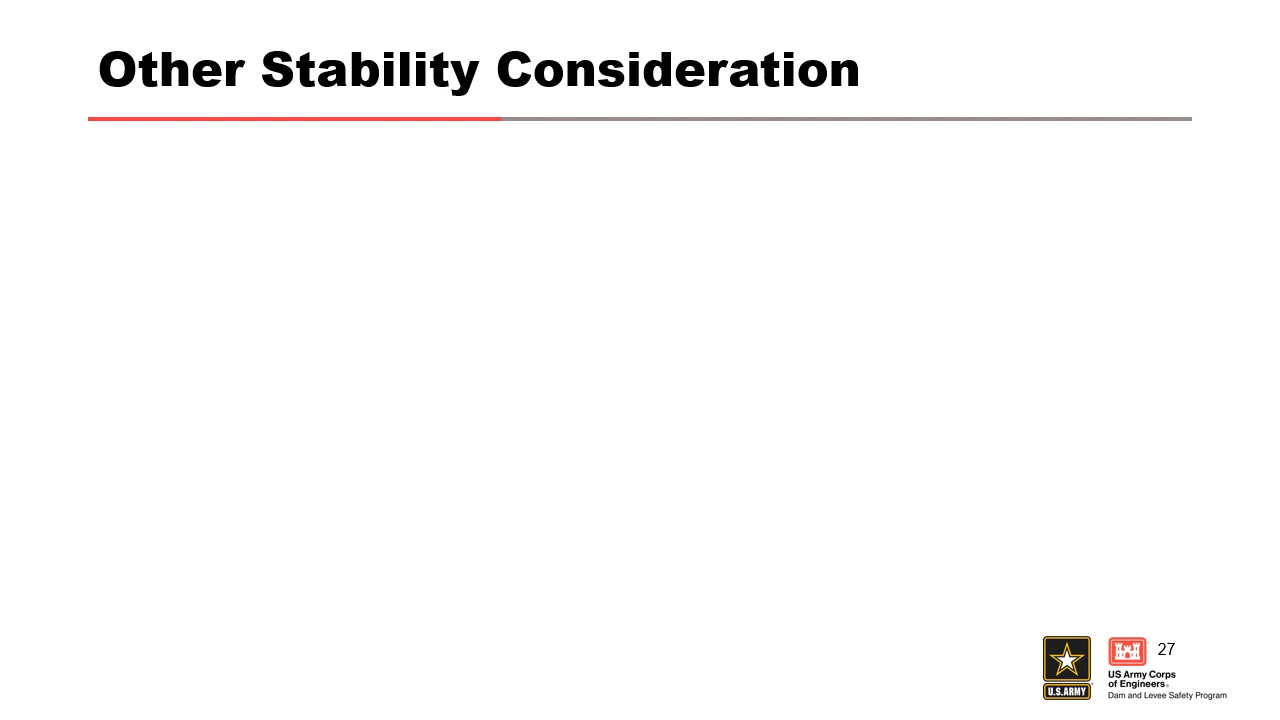 Other Stability Consideration
27
U.S.ARMY
US Army Corps
of Engineers®
Dam and Levee Safety Program